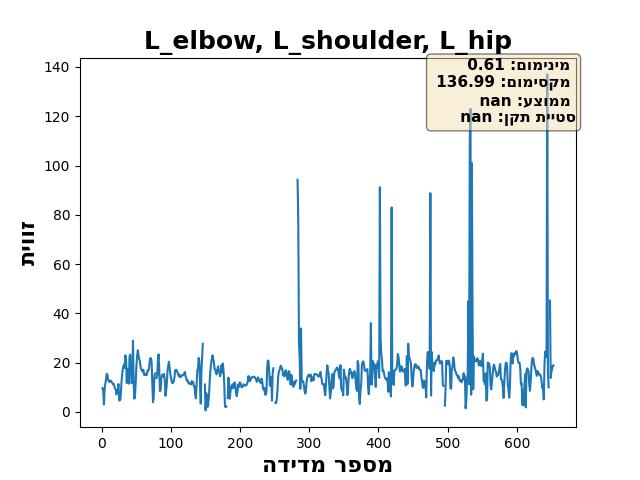 L_elbow, L_shoulder, L_hip
מינימום: 0.61
מקסימום: 136.99
ממוצע: nan
סטיית תקן: nan
140
120
100
80
60
40
20
0
זווית
0 100 200 300 400 500 600
מספר מדידה